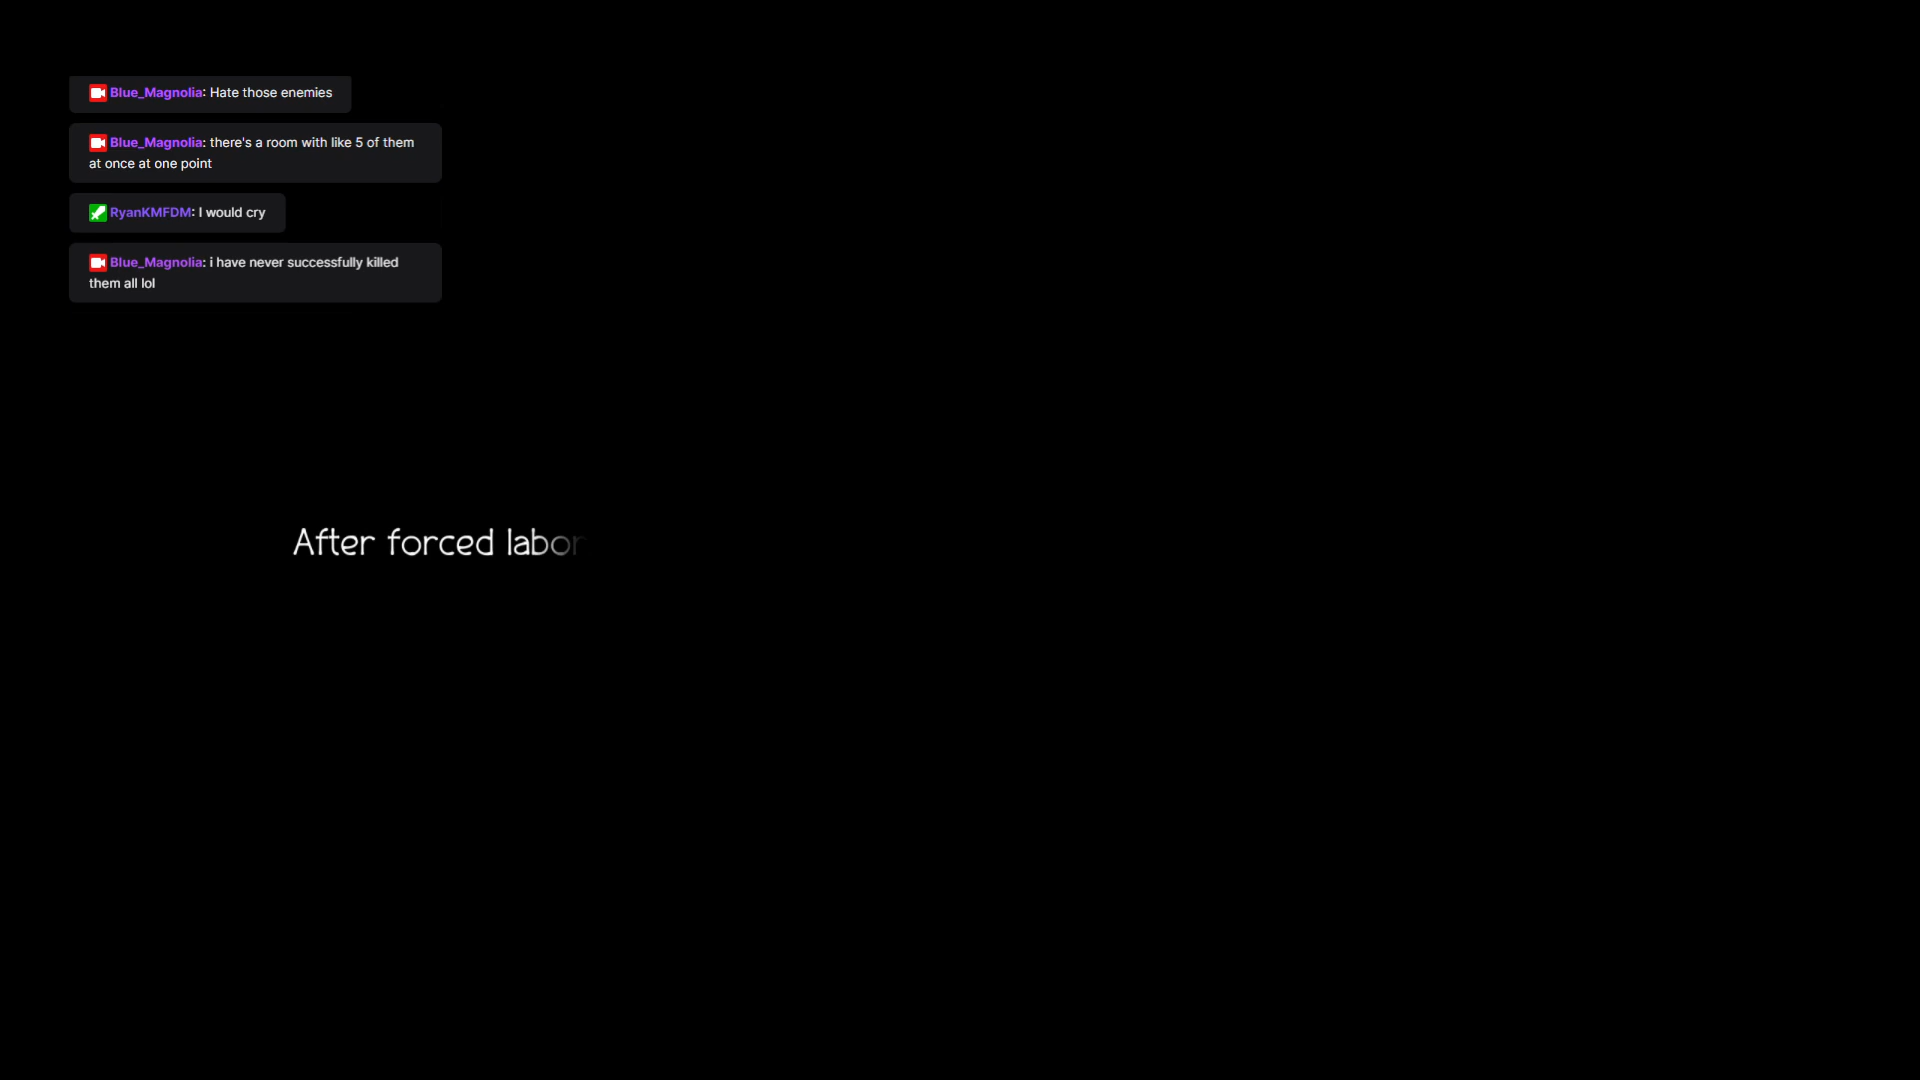 Blue_Magnolia: Hate those enemies
Blue_Magnolia: there's a room with like 5 of them
at once at one point
RyanKMFDM: I would cry
Blue_Magnolia: i have never successfully killed
them all lol
After forced labor